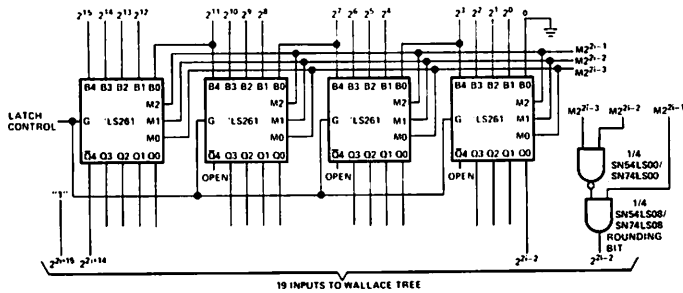 2^15 2^14 2^13 2^12 2^11 2^10 2^9 2^8 2^7 2^6 2^5 2^4 2^3 2^2 2^1 2^0 0
M2^2i−1
M2^2i−2
M2^2i−3
B4 B3 B2 B1 B0
M2
G 'LS261 M1
M0
Q̅4 Q3 Q2 Q1 Q0
B4 B3 B2 B1 B0
M2
G 'LS261 M1
M0
Q̅4 Q3 Q2 Q1 Q0
B4 B3 B2 B1 B0
M2
G 'LS261 M1
M0
Q̅4 Q3 Q2 Q1 Q0
B4 B3 B2 B1 B0
M2
G 'LS261 M1
M0
Q̅4 Q3 Q2 Q1 Q0
LATCH
CONTROL
OPEN
OPEN
OPEN
M2^2i−3 M2^2i−2 M2^2i−1
1/4
SN54LS00/
SN74LS00
1/4
SN54LS08/
SN74LS08
ROUNDING
BIT
"1"
2^2i+15 2^2i+14 2^2i−2 2^2i−2
19 INPUTS TO WALLACE TREE